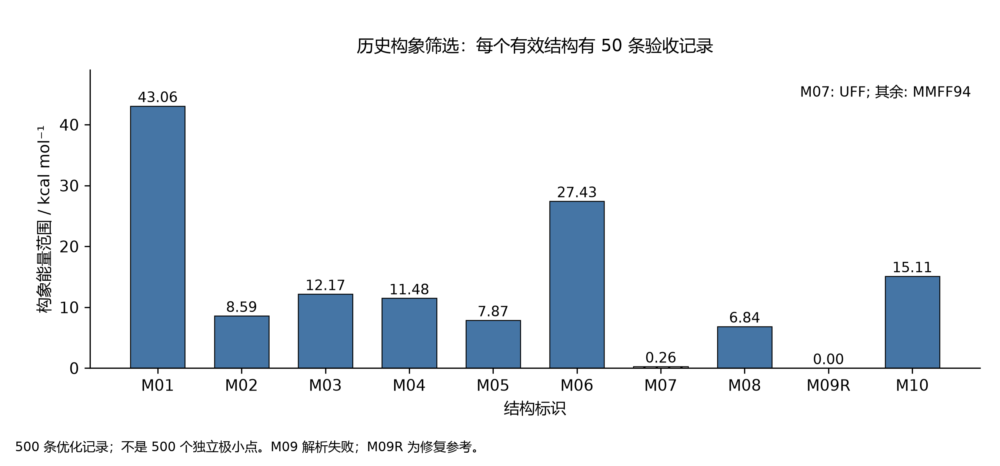 历史构象筛选：每个有效结构有 50 条验收记录
M07: UFF; 其余: MMFF94
构象能量范围 / kcal mol⁻¹
40
30
20
10
0
43.06
8.59
12.17
11.48
7.87
27.43
0.26
6.84
0.00
15.11
M01 M02 M03 M04 M05 M06 M07 M08 M09R M10
结构标识
500 条优化记录；不是 500 个独立极小点。M09 解析失败；M09R 为修复参考。